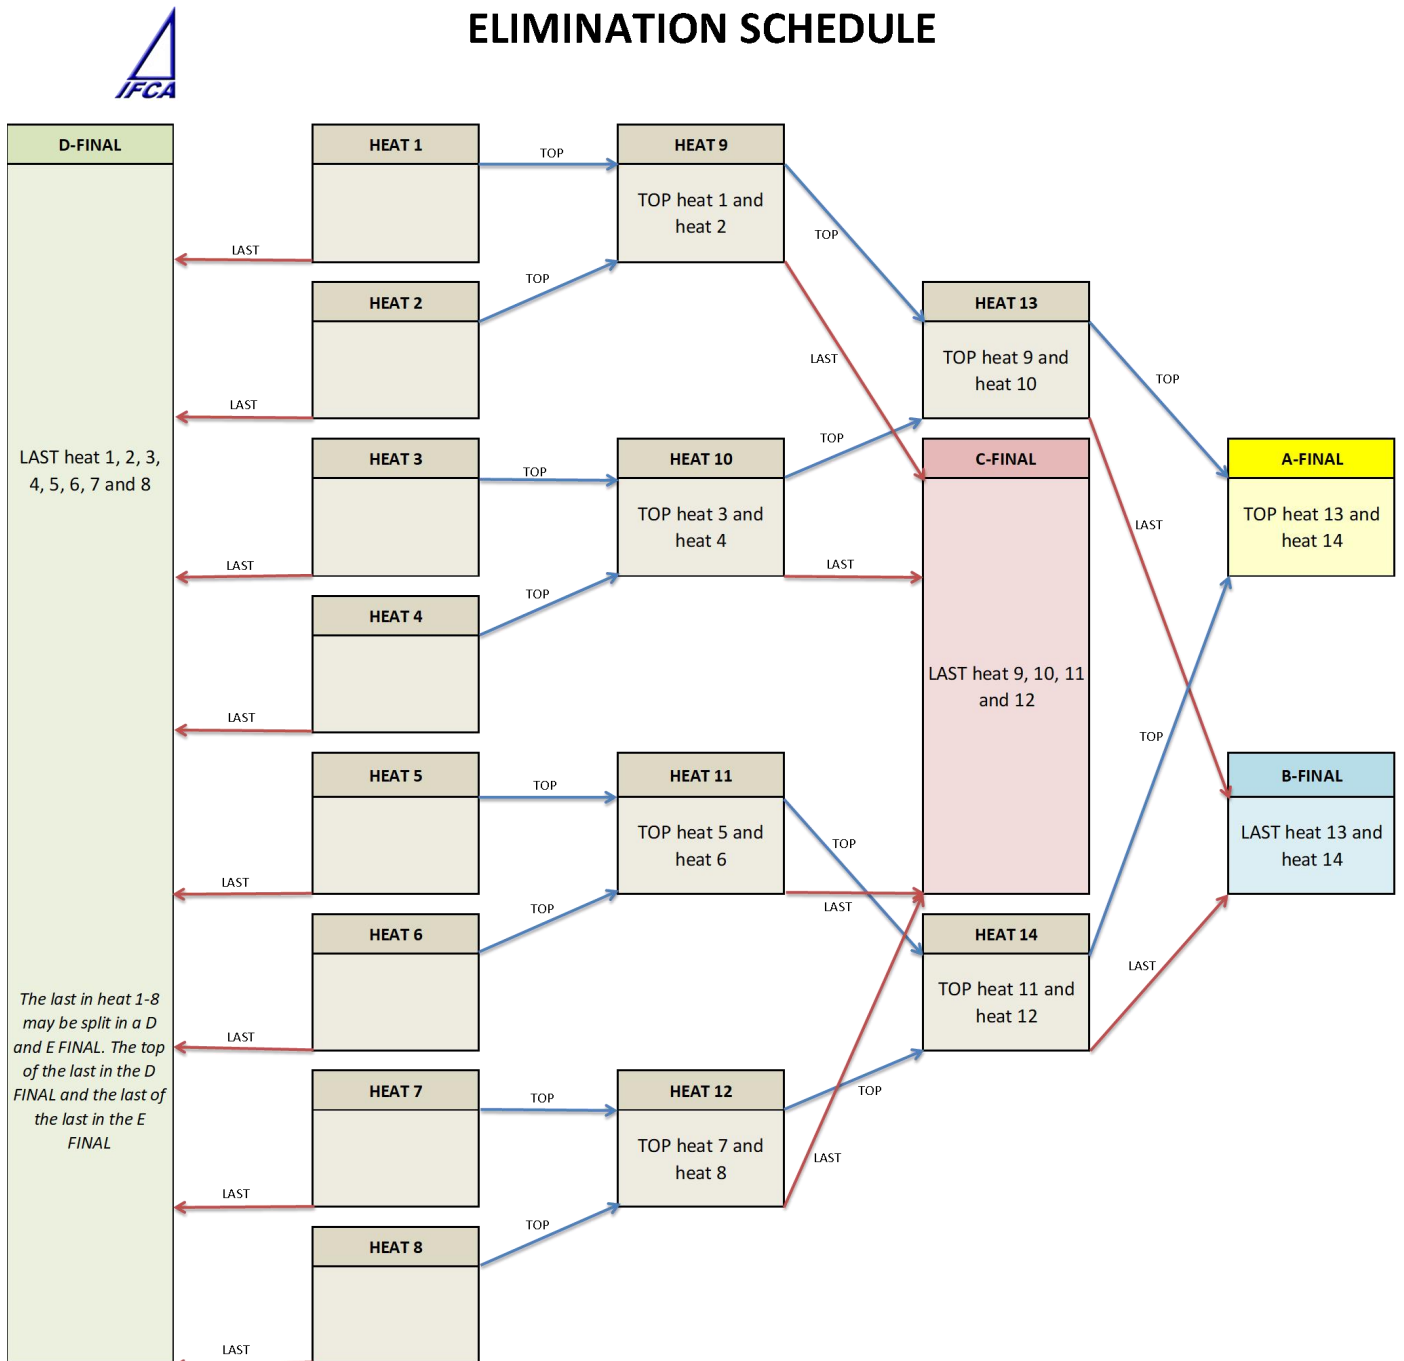 ELIMINATION SCHEDULE
IFCA
D-FINAL
LAST heat 1, 2, 3,
4, 5, 6, 7 and 8
The last in heat 1-8
may be split in a D
and E FINAL. The top
of the last in the D
FINAL and the last of
the last in the E
FINAL
LAST
LAST
LAST
LAST
LAST
LAST
LAST
LAST
HEAT 1
HEAT 2
HEAT 3
HEAT 4
HEAT 5
HEAT 6
HEAT 7
HEAT 8
TOP
TOP
TOP
TOP
TOP
TOP
TOP
TOP
HEAT 9
TOP heat 1 and
heat 2
HEAT 10
TOP heat 3 and
heat 4
HEAT 11
TOP heat 5 and
heat 6
HEAT 12
TOP heat 7 and
heat 8
TOP
LAST
TOP
LAST
TOP
LAST
TOP
LAST
HEAT 13
TOP heat 9 and
heat 10
C-FINAL
LAST heat 9, 10, 11
and 12
HEAT 14
TOP heat 11 and
heat 12
TOP
LAST
TOP
LAST
A-FINAL
TOP heat 13 and
heat 14
B-FINAL
LAST heat 13 and
heat 14